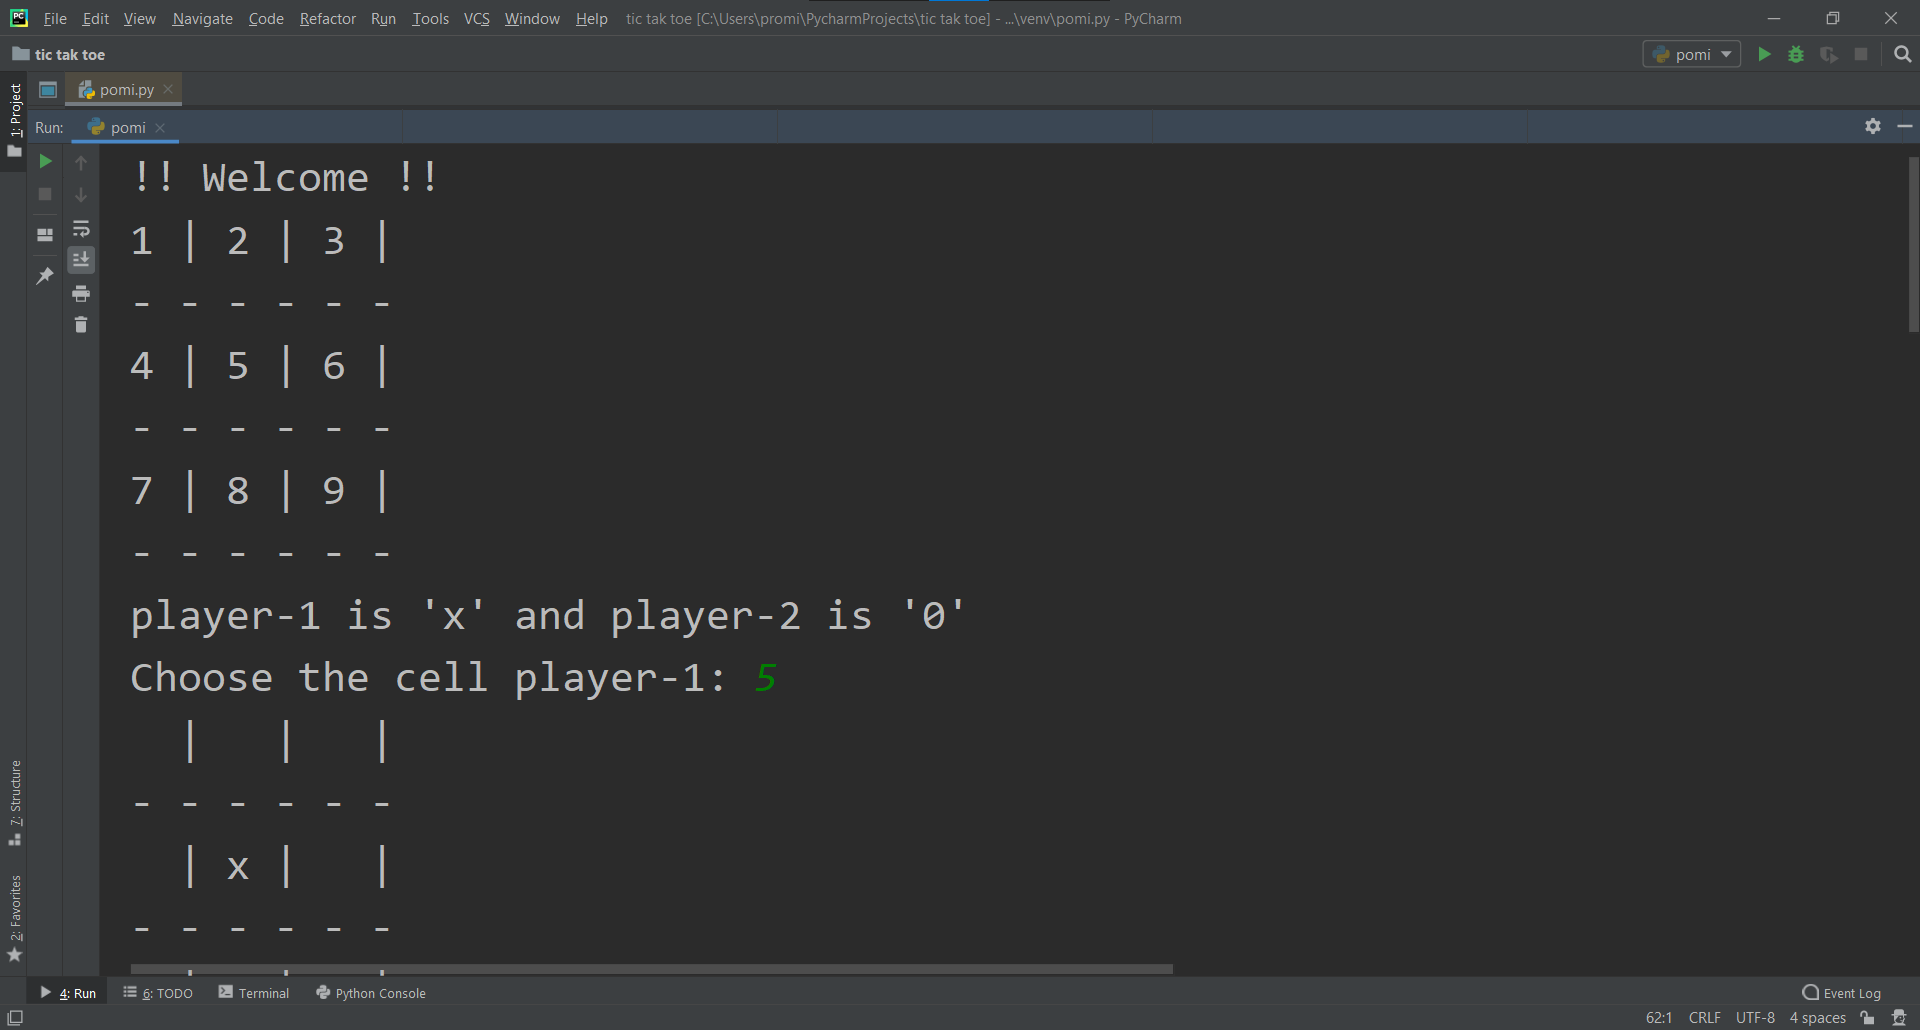 PC File Edit View Navigate Code Refactor Run Tools VCS Window Help tic tak toe [C:\Users\promi\PycharmProjects\tic tak toe] - ...\venv\pomi.py - PyCharm
tic tak toe pomi
1: Project
pomi.py
Run: pomi
!! Welcome !!
1 | 2 | 3 |
- - - - - -
4 | 5 | 6 |
- - - - - -
7 | 8 | 9 |
- - - - - -
player-1 is 'x' and player-2 is '0'
Choose the cell player-1: 5
  |   |   |
- - - - - -
  | x |   |
- - - - - -
  |   |   |
7: Structure
2: Favorites
4: Run 6: TODO Terminal Python Console Event Log
62:1 CRLF UTF-8 4 spaces